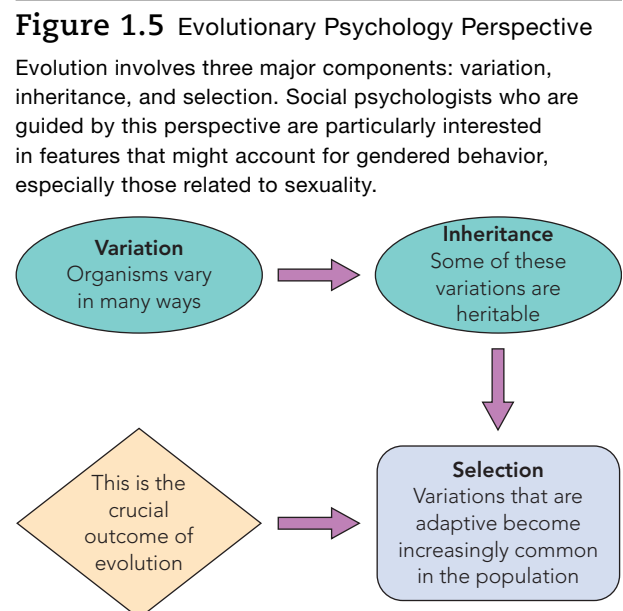 Figure 1.5 Evolutionary Psychology Perspective
Evolution involves three major components: variation,
inheritance, and selection. Social psychologists who are
guided by this perspective are particularly interested
in features that might account for gendered behavior,
especially those related to sexuality.
Variation
Organisms vary
in many ways
Inheritance
Some of these
variations are
heritable
This is the
crucial
outcome of
evolution
Selection
Variations that are
adaptive become
increasingly common
in the population